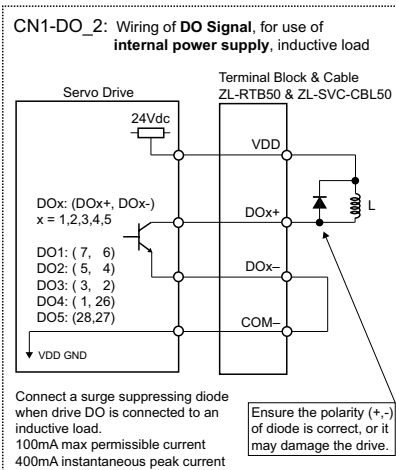 CN1-DO_2: Wiring of DO Signal, for use of
internal power supply, inductive load
Terminal Block & Cable
ZL-RTB50 & ZL-SVC-CBL50
Servo Drive
24Vdc
VDD
DOx: (DOx+, DOx-)
x = 1,2,3,4,5
DOx+
L
DO1: ( 7, 6)
DO2: ( 5, 4)
DO3: ( 3, 2)
DO4: ( 1, 26)
DO5: (28,27)
DOx–
COM–
VDD GND
Connect a surge suppressing diode
when drive DO is connected to an
inductive load.
100mA max permissible current
400mA instantaneous peak current
Ensure the polarity (+,-)
of diode is correct, or it
may damage the drive.